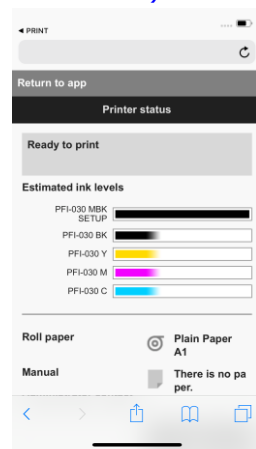 ◀ PRINT
Return to app
Printer status
Ready to print
Estimated ink levels
PFI-030 MBK
SETUP
PFI-030 BK
PFI-030 Y
PFI-030 M
PFI-030 C
Roll paper
Plain Paper
A1
Manual
There is no pa
per.